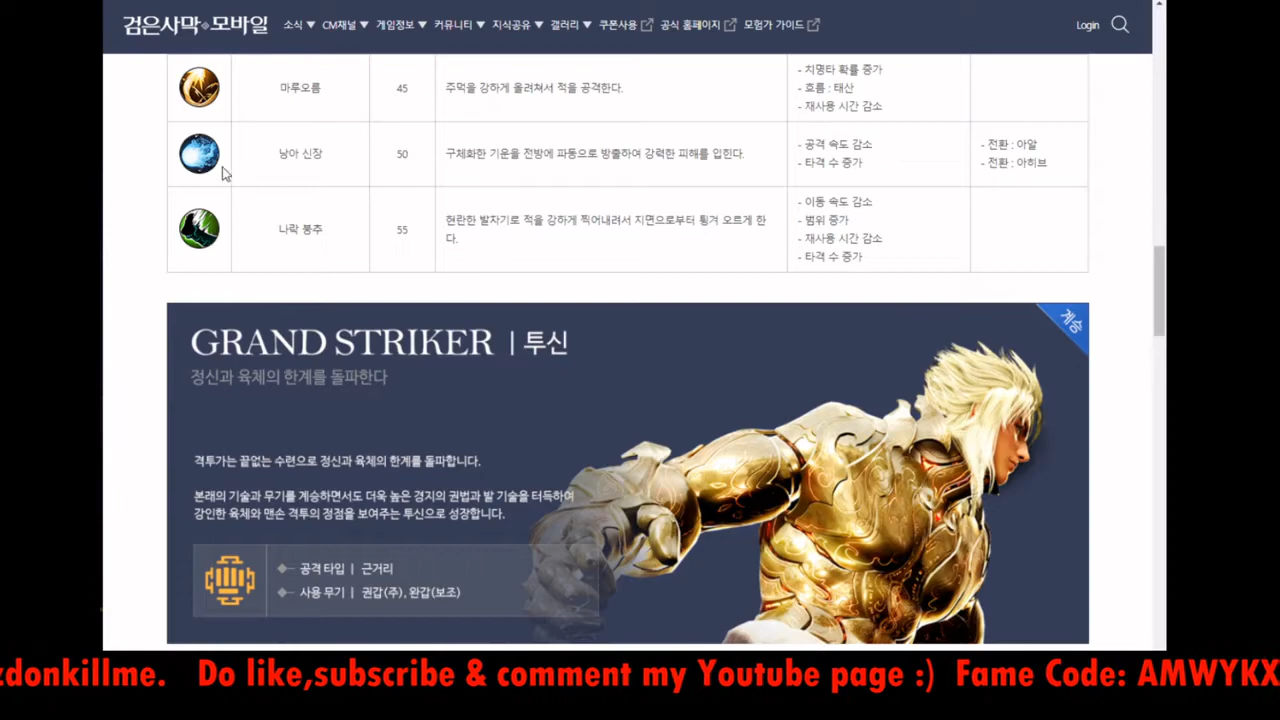 검은사막 모바일 소식 ▼ CM채널 ▼ 게임정보 ▼ 커뮤니티 ▼ 지식공유 ▼ 갤러리 ▼ 쿠폰사용 공식 홈페이지 모험가 가이드 Login
마루오름 45 주먹을 강하게 올려쳐서 적을 공격한다.
- 치명타 확률 증가
- 흐름 : 태산
- 재사용 시간 감소
낭아 신장 50 구체화한 기운을 전방에 파동으로 방출하여 강력한 피해를 입힌다.
- 공격 속도 감소
- 타격 수 증가
- 전환 : 아알
- 전환 : 아히브
나락 붕추 55 현란한 발차기로 적을 강하게 찍어내려서 지면으로부터 튕겨 오르게 한
다.
- 이동 속도 감소
- 범위 증가
- 재사용 시간 감소
- 타격 수 증가
계승
GRAND STRIKER | 투신
정신과 육체의 한계를 돌파한다
격투가는 끝없는 수련으로 정신과 육체의 한계를 돌파합니다.
본래의 기술과 무기를 계승하면서도 더욱 높은 경지의 권법과 발 기술을 터득하여
강인한 육체와 맨손 격투의 정점을 보여주는 투신으로 성장합니다.
공격 타입 | 근거리
사용 무기 | 권갑(주), 완갑(보조)
zdonkillme. Do like,subscribe & comment my Youtube page :) Fame Code: AMWYKX